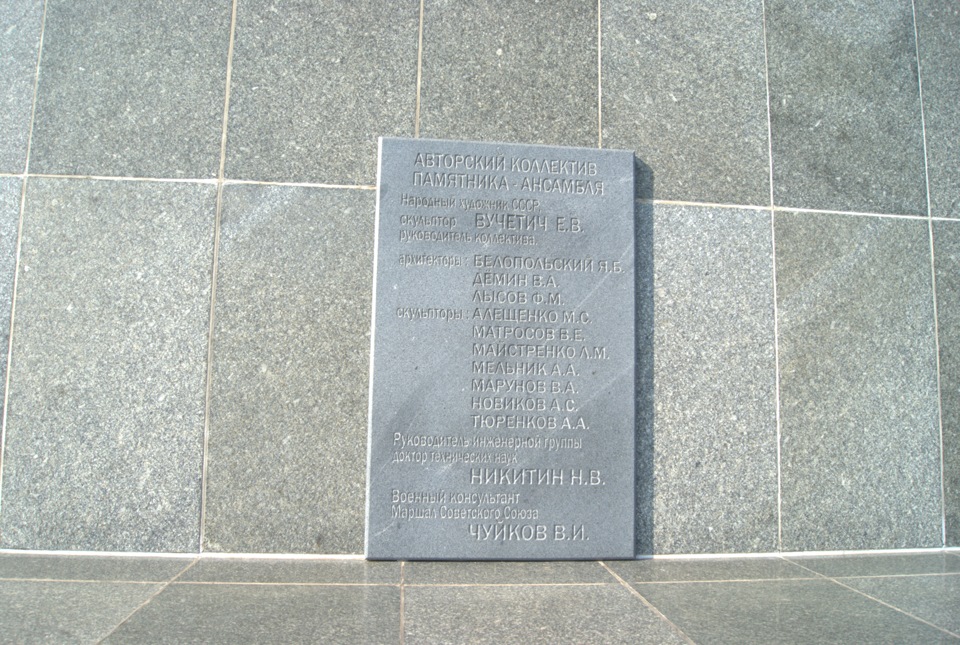 АВТОРСКИЙ КОЛЛЕКТИВ
ПАМЯТНИКА - АНСАМБЛЯ
Народный художник СССР
скульптор ВУЧЕТИЧ Е.В.
руководитель коллектива.
архитекторы: БЕЛОПОЛЬСКИЙ Я.Б.
ДЕМИН В.А.
ЛЫСОВ Ф.М.
скульпторы: АЛЕЩЕНКО М.С.
МАТРОСОВ В.Е.
МАЙСТРЕНКО Л.М.
МЕЛЬНИК А.А.
МАРУНОВ В.А.
НОВИКОВ А.С.
ТЮРЕНКОВ А.А.
Руководитель инженерной группы
доктор технических наук
НИКИТИН Н.В.
Военный консультант
Маршал Советского Союза
ЧУЙКОВ В.И.